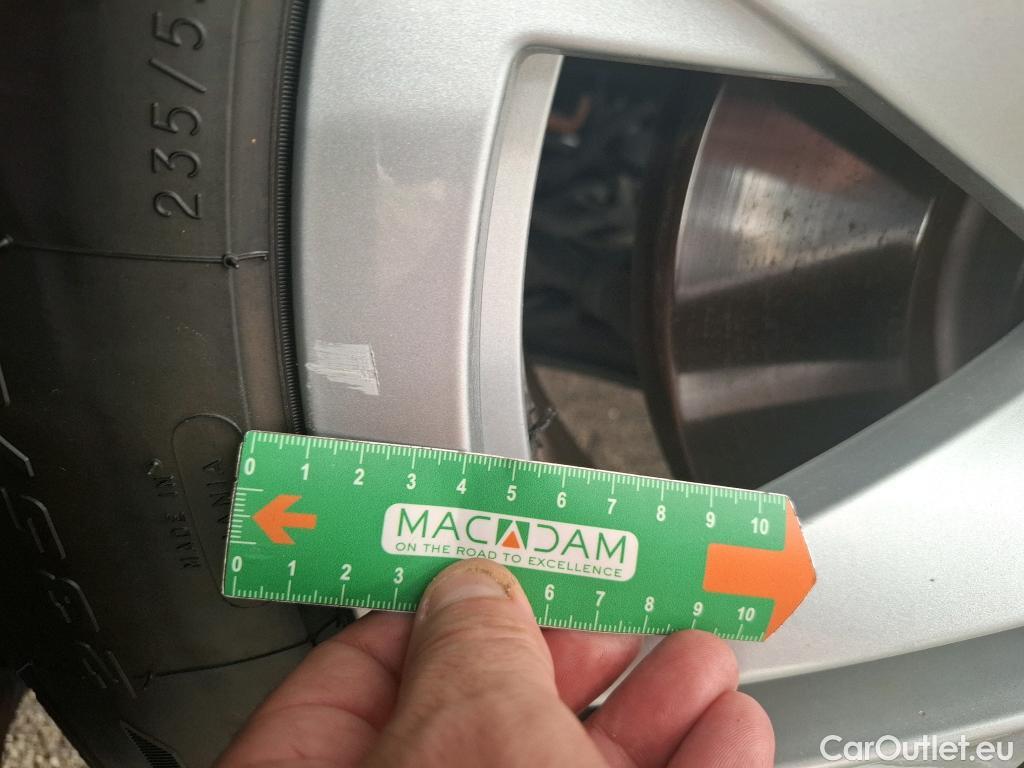 235/5
MADE IN
0 1 2 3 4 5 6 7 8 9 10
MACADAM
ON THE ROAD TO EXCELLENCE
0 1 2 3 6 7 8 9 10
CarOutlet.eu